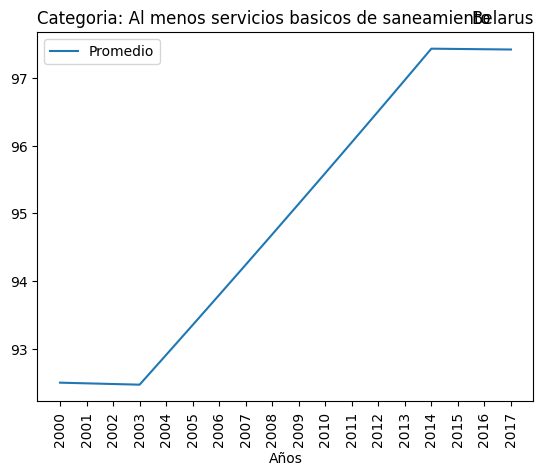 Categoria: Al menos servicios basicos de saneamiento Belarus
Promedio
97
96
95
94
93
2000 2001 2002 2003 2004 2005 2006 2007 2008 2009 2010 2011 2012 2013 2014 2015 2016 2017
Años